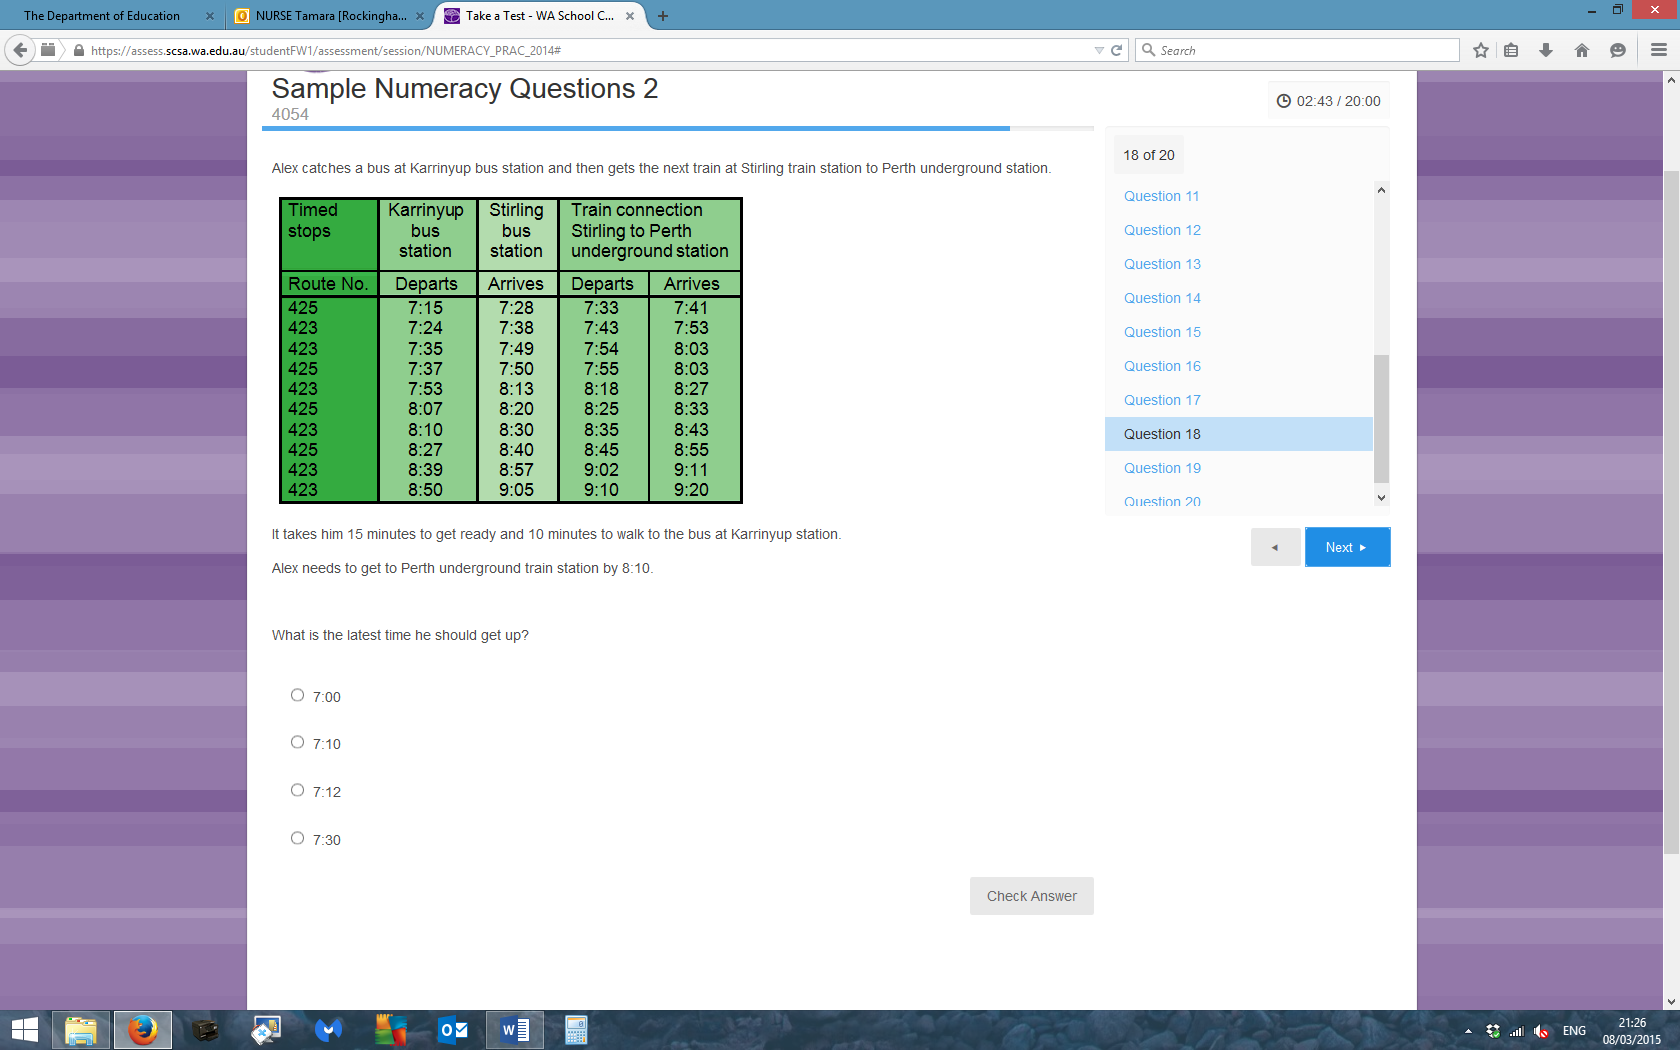 The Department of Education
NURSE Tamara [Rockingha...
Take a Test - WA School C...
https://assess.scsa.wa.edu.au/studentFW1/assessment/session/NUMERACY_PRAC_2014#
Search
Sample Numeracy Questions 2
4054
02:43 / 20:00
18 of 20
Question 11
Question 12
Question 13
Question 14
Question 15
Question 16
Question 17
Question 18
Question 19
Question 20
Next
Alex catches a bus at Karrinyup bus station and then gets the next train at Stirling train station to Perth underground station.
Timed stops Karrinyup bus station Stirling bus station Train connection Stirling to Perth underground station
Route No. Departs Arrives Departs Arrives
425 7:15 7:28 7:33 7:41
423 7:24 7:38 7:43 7:53
423 7:35 7:49 7:54 8:03
425 7:37 7:50 7:55 8:03
423 7:53 8:13 8:18 8:27
425 8:07 8:20 8:25 8:33
423 8:10 8:30 8:35 8:43
425 8:27 8:40 8:45 8:55
423 8:39 8:57 9:02 9:11
423 8:50 9:05 9:10 9:20
It takes him 15 minutes to get ready and 10 minutes to walk to the bus at Karrinyup station.
Alex needs to get to Perth underground train station by 8:10.
What is the latest time he should get up?
7:00
7:10
7:12
7:30
Check Answer
ENG
21:26
08/03/2015